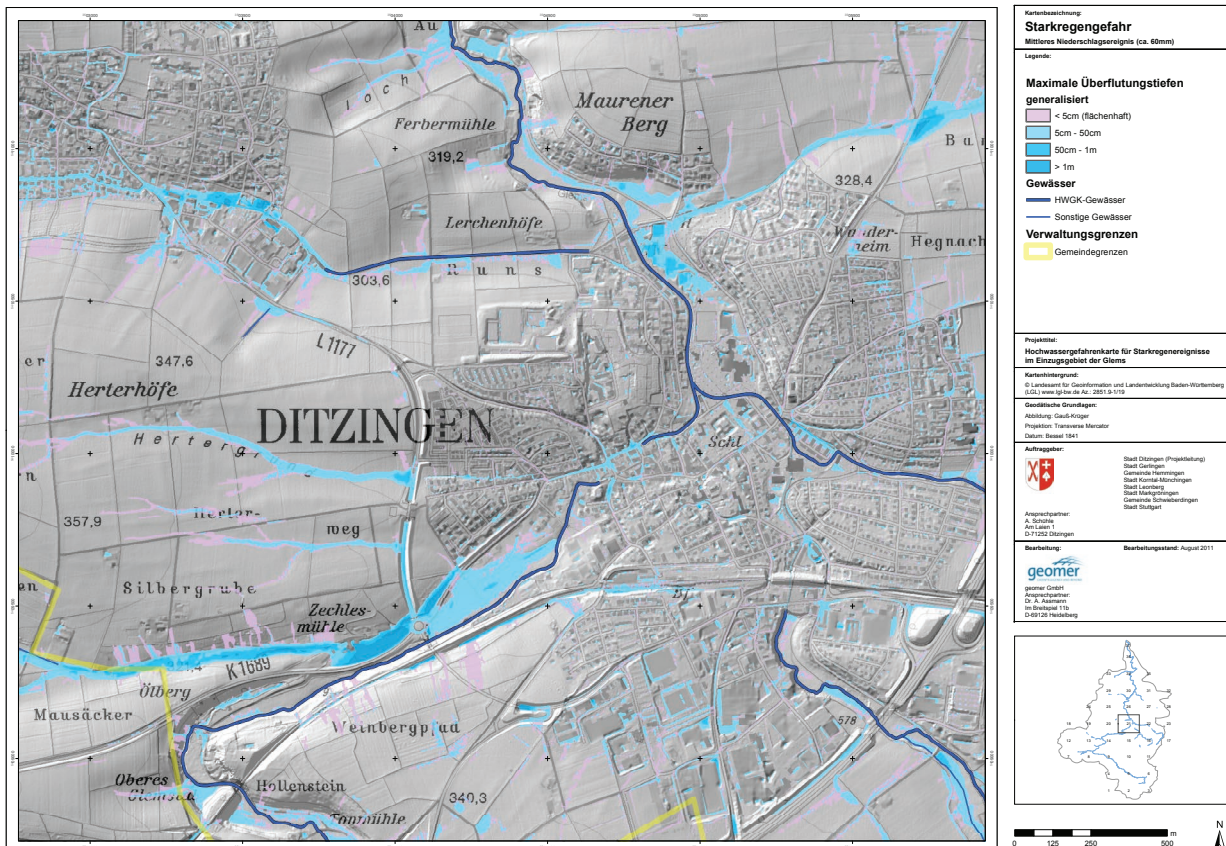 Au
Loch
Maurener
Berg
Ferbermühle
319,2
328,4
Lerchenhöfe
Hegnach
Runs
303,6
L 1177
347,6
Herterhöfe
DITZINGEN
Schl
357,9
Herter-
weg
Silbergrube
Zechles-
mühle
K 1689
Ölberg
Mausäcker
Weinbergpfad
Bf
578
Oberes
Hollenstein
Tonmühle
340,3
Kartenbezeichnung:
Starkregengefahr
Mittleres Niederschlagsereignis (ca. 60mm)
Legende:
Maximale Überflutungstiefen
generalisiert
< 5cm (flächenhaft)
5cm - 50cm
50cm - 1m
> 1m
Gewässer
HWGK-Gewässer
Sonstige Gewässer
Verwaltungsgrenzen
Gemeindegrenzen
Projekttitel:
Hochwassergefahrenkarte für Starkregenereignisse
im Einzugsgebiet der Glems
Kartenhintergrund:
© Landesamt für Geoinformation und Landentwicklung Baden-Württemberg
(LGL) www.lgl-bw.de Az.: 2851.9-1/19
Geodätische Grundlagen:
Abbildung: Gauß-Krüger
Projektion: Transverse Mercator
Datum: Bessel 1841
Auftraggeber:
Stadt Ditzingen (Projektleitung)
Stadt Gerlingen
Gemeinde Hemmingen
Stadt Korntal-Münchingen
Stadt Leonberg
Stadt Markgröningen
Gemeinde Schwieberdingen
Stadt Stuttgart
Ansprechpartner:
A. Schühle
Am Laien 1
D-71252 Ditzingen
Bearbeitung:
Bearbeitungsstand: August 2011
geomer
geomer GmbH
Ansprechpartner:
Dr. A. Assmann
Im Breitspiel 11b
D-69126 Heidelberg
N
m
0 125 250 500